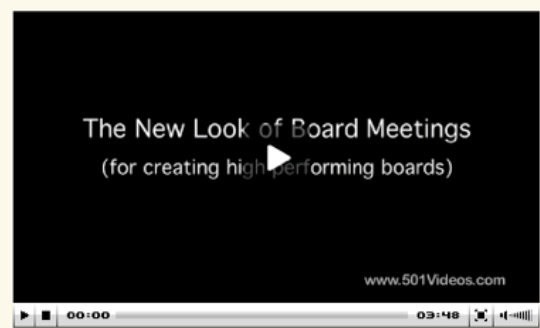 The New Look of Board Meetings
(for creating high performing boards)
www.501Videos.com
00:00 03:48